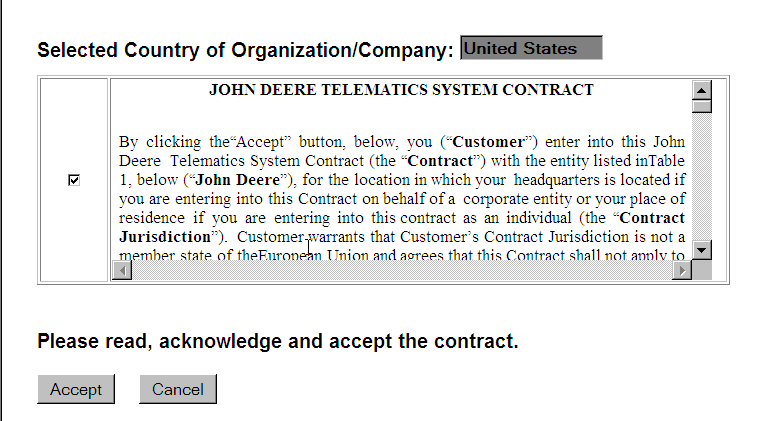 Selected Country of Organization/Company: United States
JOHN DEERE TELEMATICS SYSTEM CONTRACT
By clicking the“Accept” button, below, you (“Customer”) enter into this John
Deere Telematics System Contract (the “Contract”) with the entity listed inTable
1, below (“John Deere”), for the location in which your headquarters is located if
you are entering into this Contract on behalf of a corporate entity or your place of
residence if you are entering into this contract as an individual (the “Contract
Jurisdiction”). Customer warrants that Customer’s Contract Jurisdiction is not a
member state of theEuropean Union and agrees that this Contract shall not apply to
Please read, acknowledge and accept the contract.
Accept Cancel